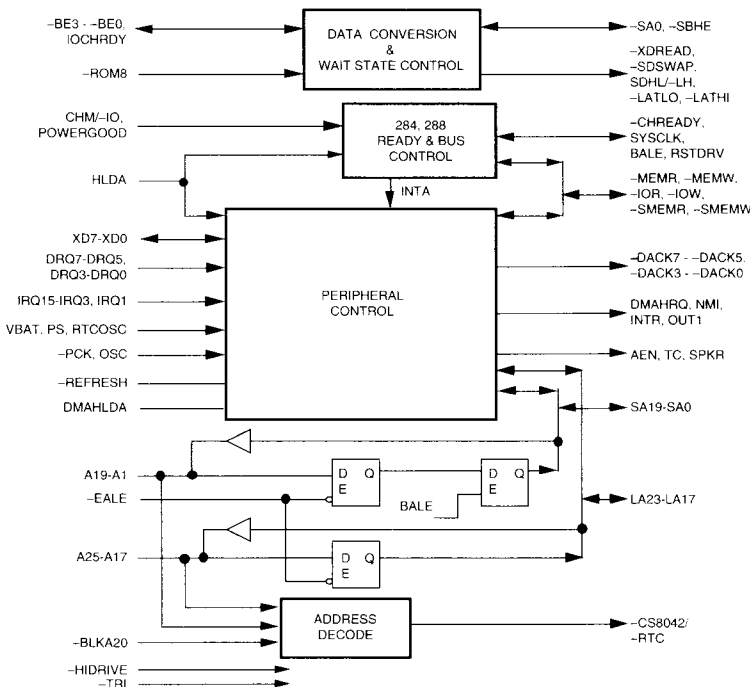 –BE3 - –BE0,
IOCHRDY
–ROM8
DATA CONVERSION
&
WAIT STATE CONTROL
–SA0, –SBHE
–XDREAD,
–SDSWAP,
SDHL/–LH,
–LATLO, –LATHI
CHM/–IO,
POWERGOOD
284, 288
READY & BUS
CONTROL
–CHREADY,
SYSCLK,
BALE, RSTDRV
HLDA
INTA
–MEMR, –MEMW,
–IOR, –IOW,
–SMEMR, –SMEMW
XD7-XD0
DRQ7-DRQ5,
DRQ3-DRQ0
IRQ15-IRQ3, IRQ1
VBAT, PS, RTCOSC
–PCK, OSC
–REFRESH
DMAHLDA
PERIPHERAL
CONTROL
–DACK7 - –DACK5,
–DACK3 - –DACK0
DMAHRQ, NMI,
INTR, OUT1
AEN, TC, SPKR
SA19-SA0
A19-A1
D Q
E
D Q
E
–EALE
BALE
LA23-LA17
A25-A17
D Q
E
ADDRESS
DECODE
–BLKA20
–CS8042/
–RTC
–HIDRIVE
–TRI